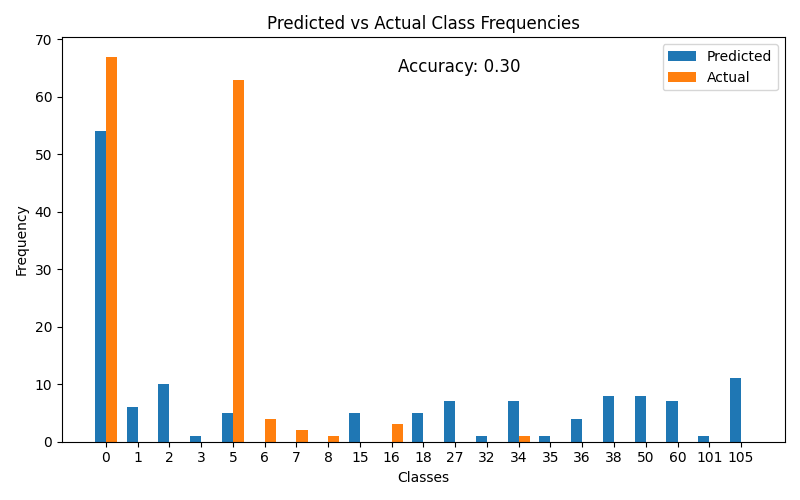 Predicted vs Actual Class Frequencies
Accuracy: 0.30
Predicted
Actual
Frequency
70
60
50
40
30
20
10
0
0 1 2 3 5 6 7 8 15 16 18 27 32 34 35 36 38 50 60 101 105
Classes